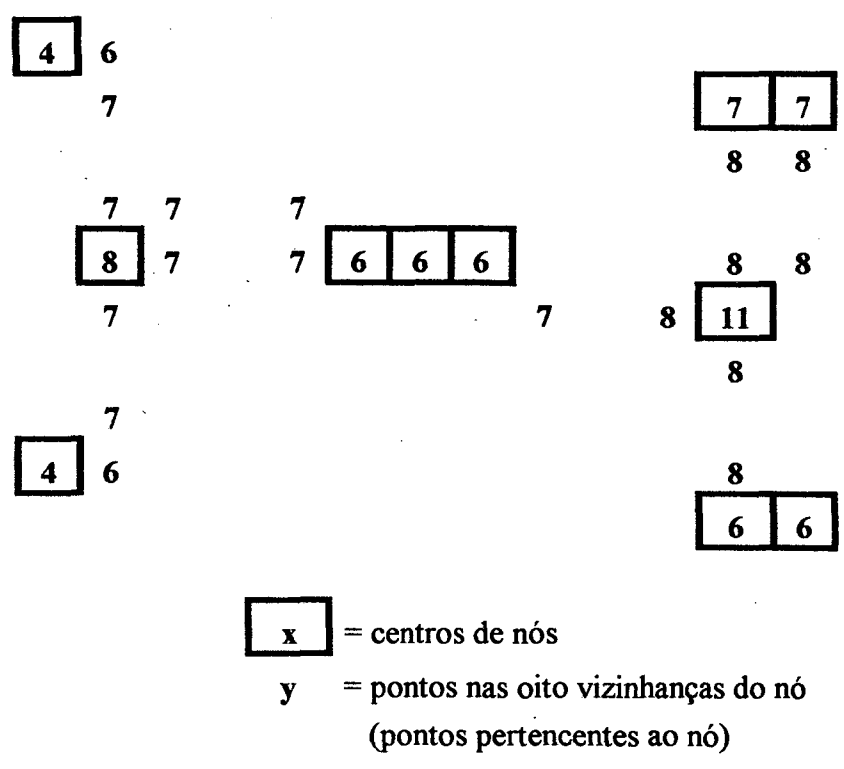 4 6
7
7 7
8 8
7 7 7
8 7 7 6 6 6 8 8
7 7 8 11
8
7
4 6 8
6 6
x = centros de nós
y = pontos nas oito vizinhanças do nó
(pontos pertencentes ao nó)